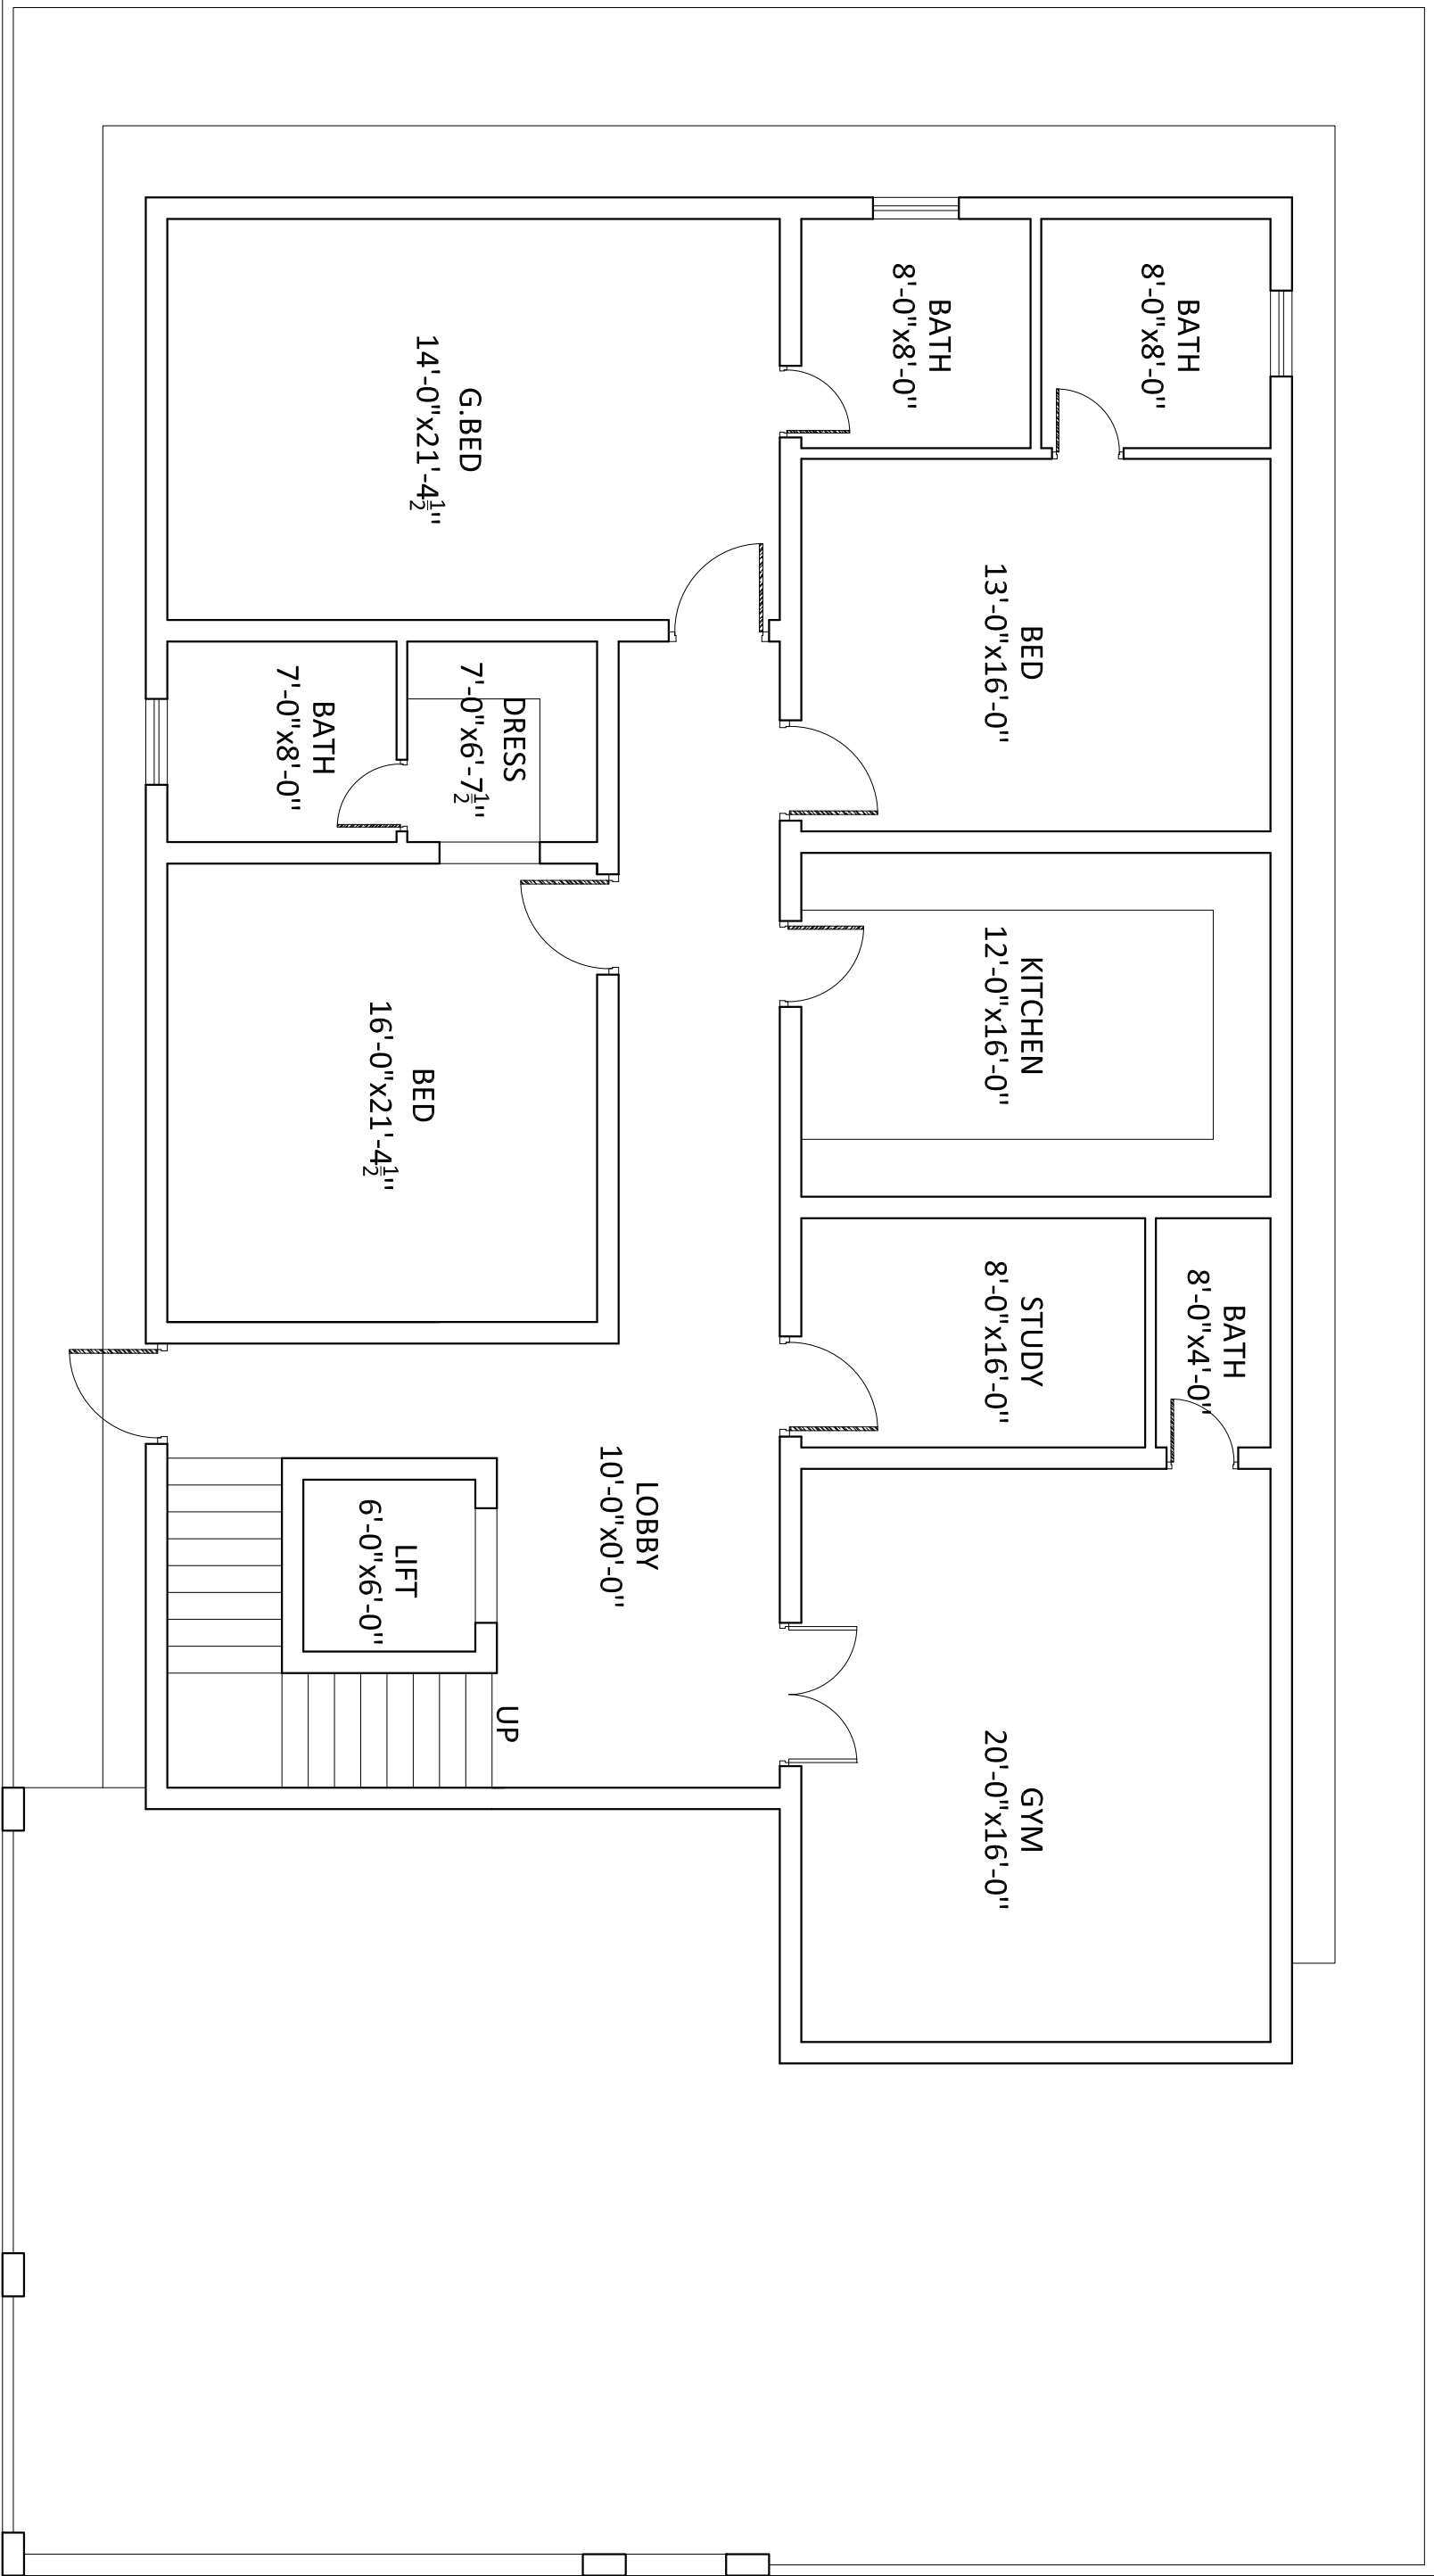 BATH
8'-0"x8'-0"
BATH
8'-0"x8'-0"
G.BED
14'-0"x21'-4½"
BED
13'-0"x16'-0"
DRESS
7'-0"x6'-7½"
BATH
7'-0"x8'-0"
KITCHEN
12'-0"x16'-0"
BED
16'-0"x21'-4½"
BATH
8'-0"x4'-0"
STUDY
8'-0"x16'-0"
LOBBY
10'-0"x0'-0"
LIFT
6'-0"x6'-0"
UP
GYM
20'-0"x16'-0"